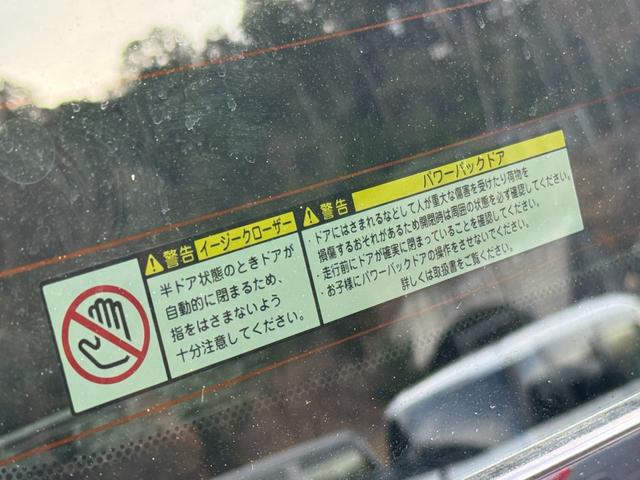 警告 イージークローザー
半ドア状態のときドアが
自動的に閉まるため、
指をはさまないよう
十分注意してください。
警告 パワーバックドア
・ドアにはさまれるなどして人が重大な傷害を受けたり荷物を
損傷するおそれがあるため開閉時は周囲の状態を必ず確認してください。
・走行前にドアが確実に閉まっていることを確認してください。
・お子様にパワーバックドアの操作をさせないでください。
詳しくは取扱書をご覧ください。